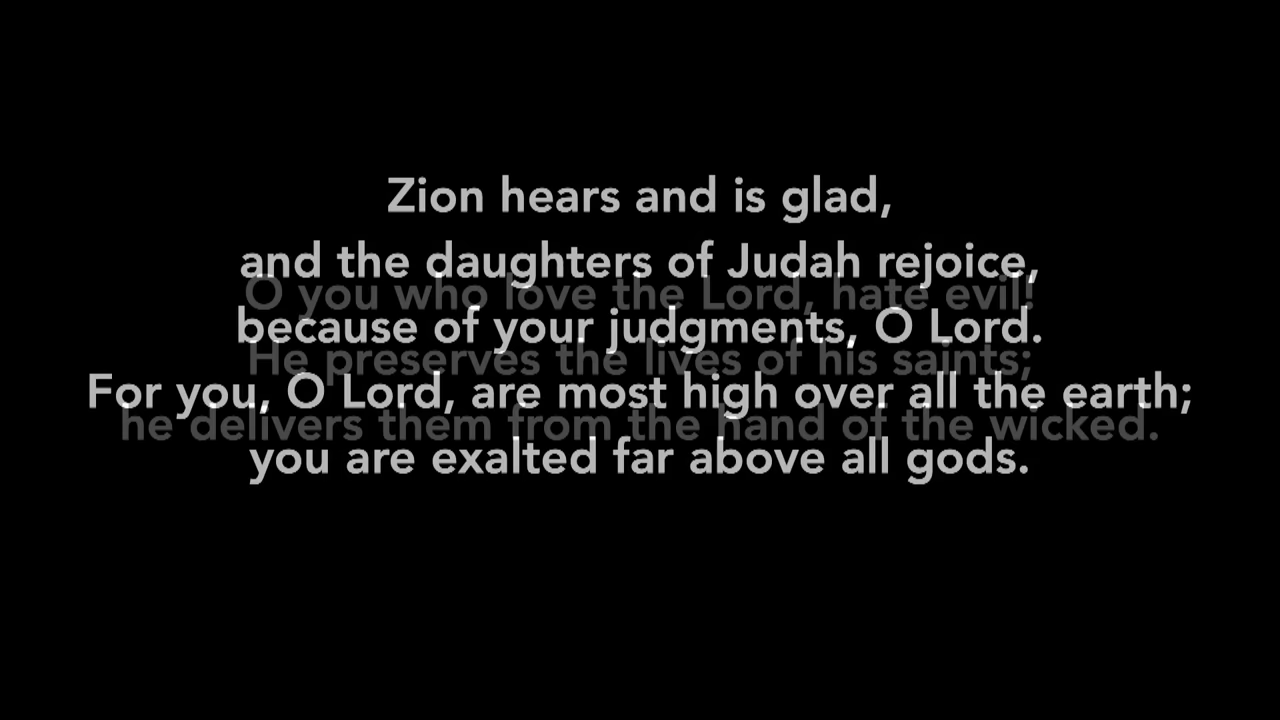 Zion hears and is glad,
and the daughters of Judah rejoice,
because of your judgments, O Lord.
For you, O Lord, are most high over all the earth;
you are exalted far above all gods.
O you who love the Lord, hate evil!
He preserves the lives of his saints;
he delivers them from the hand of the wicked.